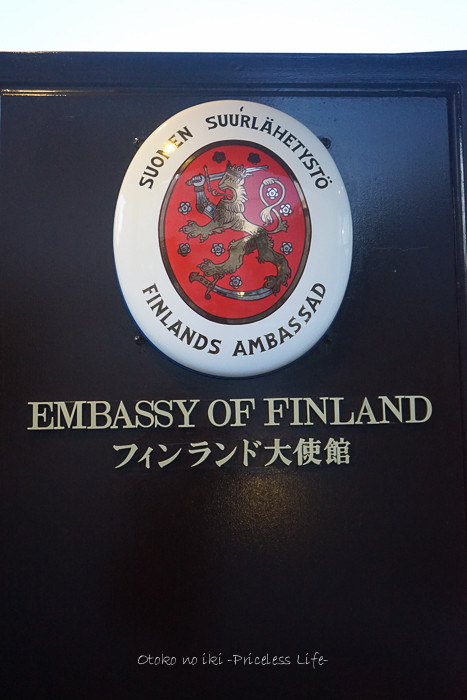 SUOMEN SUURLÄHETYSTÖ
FINLANDS AMBASSAD
EMBASSY OF FINLAND
フィンランド大使館
Otoko no iki -Priceless Life-